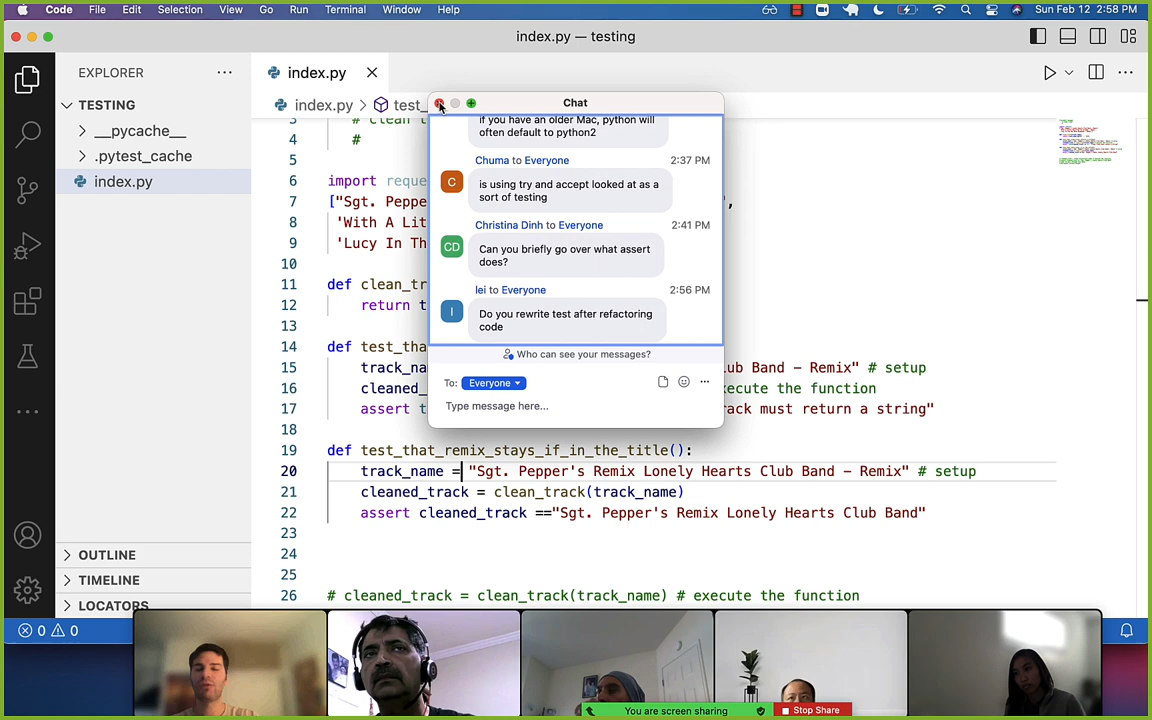 Code File Edit Selection View Go Run Terminal Window Help
Sun Feb 12 2:58 PM
index.py — testing
EXPLORER
TESTING
__pycache__
.pytest_cache
index.py
OUTLINE
TIMELINE
LOCATORS
index.py
index.py > test_
3
4 #
5
6 import reque
7 ["Sgt. Peppe ,
8 'With A Lit
9 'Lucy In Th
10
11 def clean_tr
12 return t
13
14 def test_tha
15 track_na ub Band – Remix" # setup
16 cleaned_ xecute the function
17 assert t rack must return a string"
18
19 def test_that_remix_stays_if_in_the_title():
20 track_name = "Sgt. Pepper's Remix Lonely Hearts Club Band – Remix" # setup
21 cleaned_track = clean_track(track_name)
22 assert cleaned_track =="Sgt. Pepper's Remix Lonely Hearts Club Band"
23
24
25
26 # cleaned_track = clean_track(track_name) # execute the function
Chat
if you have an older Mac, python will
often default to python2
Chuma to Everyone 2:37 PM
C
is using try and accept looked at as a
sort of testing
Christina Dinh to Everyone 2:41 PM
CD
Can you briefly go over what assert
does?
lei to Everyone 2:56 PM
l
Do you rewrite test after refactoring
code
Who can see your messages?
To: Everyone
Type message here...
0 0
You are screen sharing
Stop Share